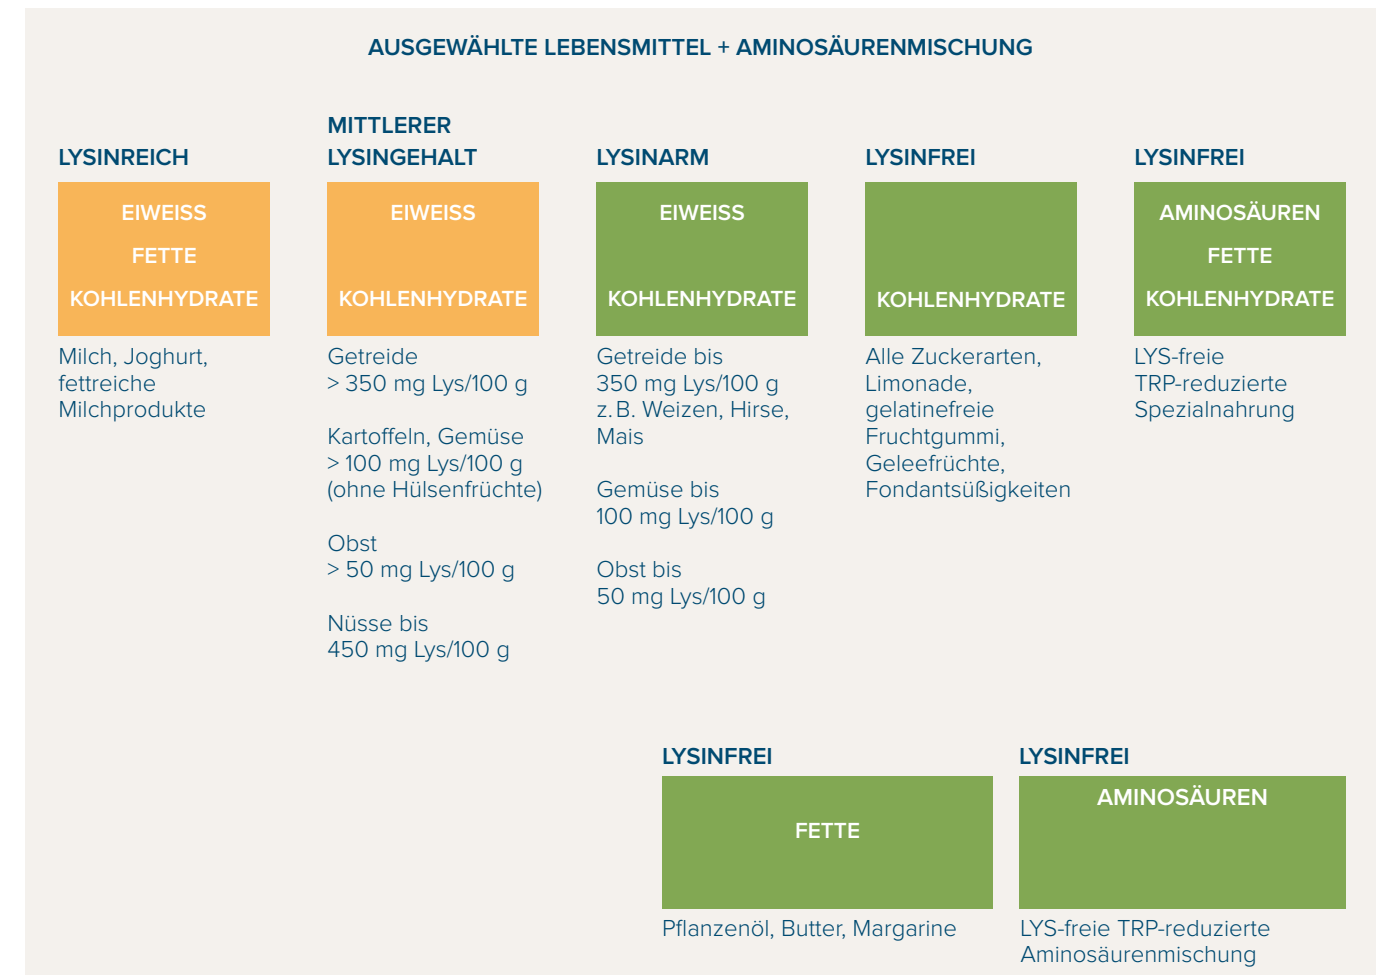 AUSGEWÄHLTE LEBENSMITTEL + AMINOSÄURENMISCHUNG
LYSINREICH
EIWEISS
FETTE
KOHLENHYDRATE
Milch, Joghurt,
fettreiche
Milchprodukte
MITTLERER
LYSINGEHALT
EIWEISS
KOHLENHYDRATE
Getreide
> 350 mg Lys/100 g
Kartoffeln, Gemüse
> 100 mg Lys/100 g
(ohne Hülsenfrüchte)
Obst
> 50 mg Lys/100 g
Nüsse bis
450 mg Lys/100 g
LYSINARM
EIWEISS
KOHLENHYDRATE
Getreide bis
350 mg Lys/100 g
z. B. Weizen, Hirse,
Mais
Gemüse bis
100 mg Lys/100 g
Obst bis
50 mg Lys/100 g
LYSINFREI
KOHLENHYDRATE
Alle Zuckerarten,
Limonade,
gelatinefreie
Fruchtgummi,
Geleefrüchte,
Fondantsüßigkeiten
LYSINFREI
AMINOSÄUREN
FETTE
KOHLENHYDRATE
LYS-freie
TRP-reduzierte
Spezialnahrung
LYSINFREI
FETTE
Pflanzenöl, Butter, Margarine
LYSINFREI
AMINOSÄUREN
LYS-freie TRP-reduzierte
Aminosäurenmischung